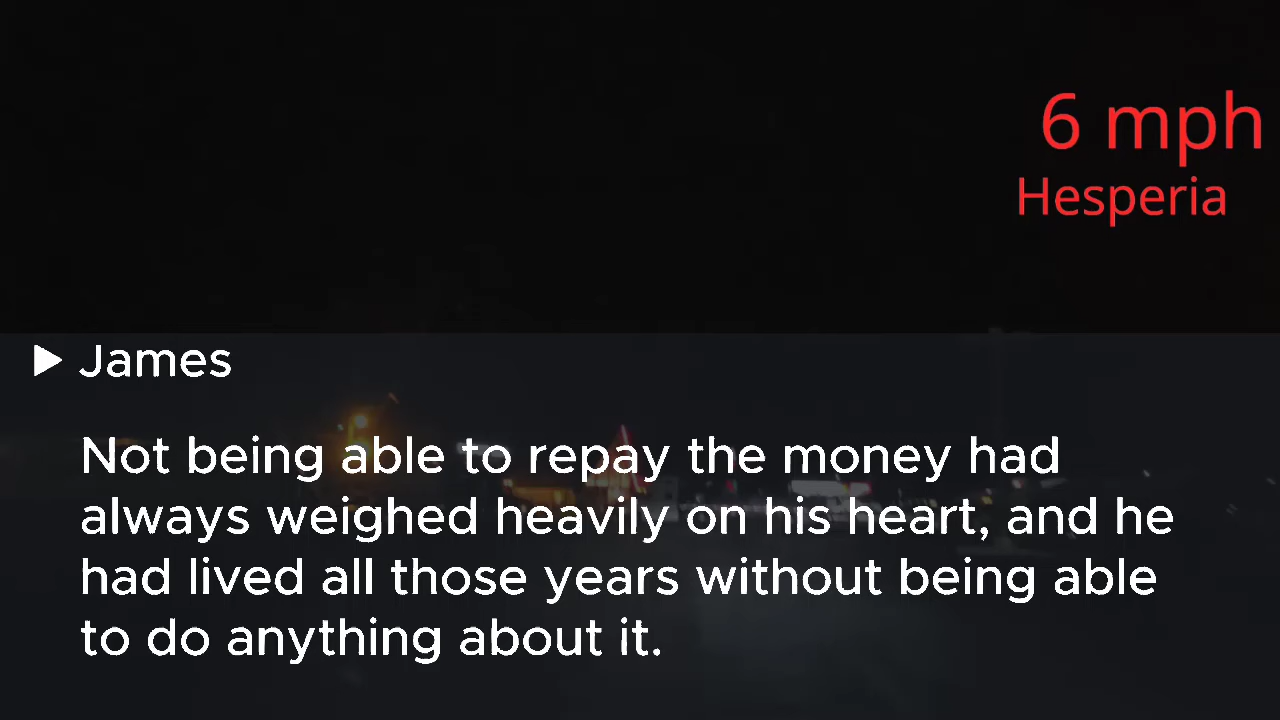 6 mph
Hesperia
James
Not being able to repay the money had
always weighed heavily on his heart, and he
had lived all those years without being able
to do anything about it.